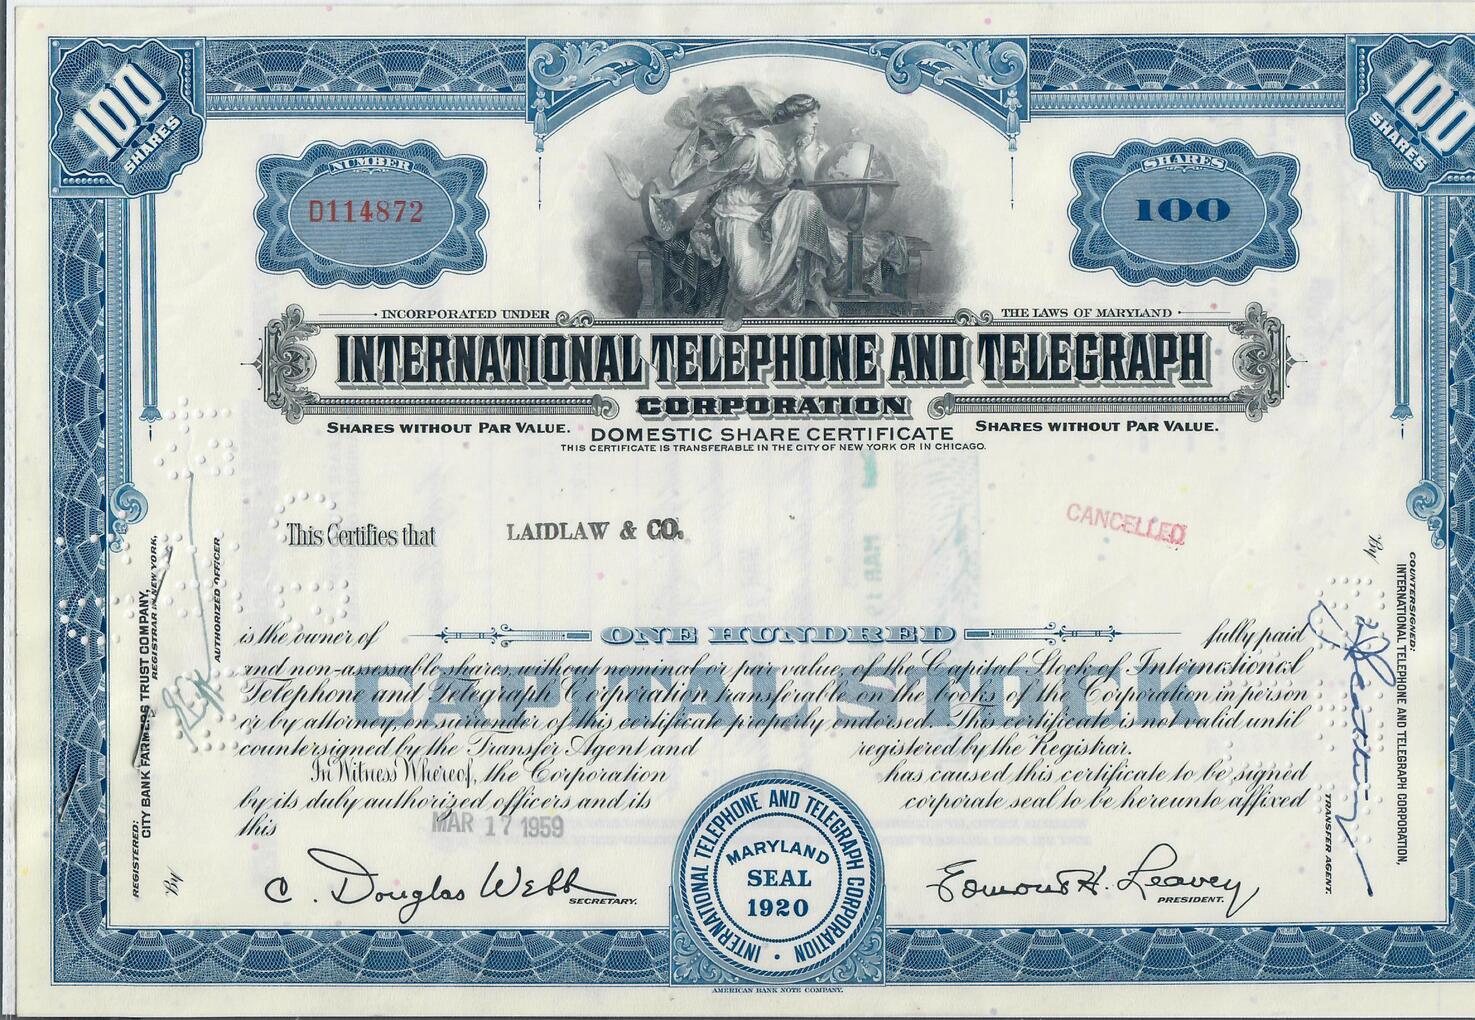 100 SHARES
100 SHARES
NUMBER
D114872
SHARES
100
INCORPORATED UNDER
THE LAWS OF MARYLAND
INTERNATIONAL TELEPHONE AND TELEGRAPH
CORPORATION
SHARES WITHOUT PAR VALUE.
DOMESTIC SHARE CERTIFICATE
SHARES WITHOUT PAR VALUE.
THIS CERTIFICATE IS TRANSFERABLE IN THE CITY OF NEW YORK OR IN CHICAGO.
This Certifies that LAIDLAW & CO.
CANCELLED
is the owner of ONE HUNDRED fully paid
CAPITAL STOCK
and non-assessable shares, without nominal or par value, of the Capital Stock of International
Telephone and Telegraph Corporation transferable on the books of the Corporation in person
or by attorney, on surrender of this certificate properly endorsed. This certificate is not valid until
countersigned by the Transfer Agent and registered by the Registrar.
In Witness Whereof, the Corporation has caused this certificate to be signed
by its duly authorized officers and its corporate seal to be hereunto affixed
this MAR 17 1959
C. Douglas Webb
SECRETARY.
Edmond H. Leavey
PRESIDENT.
INTERNATIONAL TELEPHONE AND TELEGRAPH CORPORATION
MARYLAND
SEAL
1920
REGISTERED:
CITY BANK FARMERS TRUST COMPANY,
REGISTRAR IN NEW YORK.
By
AUTHORIZED OFFICER
COUNTERSIGNED:
INTERNATIONAL TELEPHONE AND TELEGRAPH CORPORATION,
By
TRANSFER AGENT.
AMERICAN BANK NOTE COMPANY.